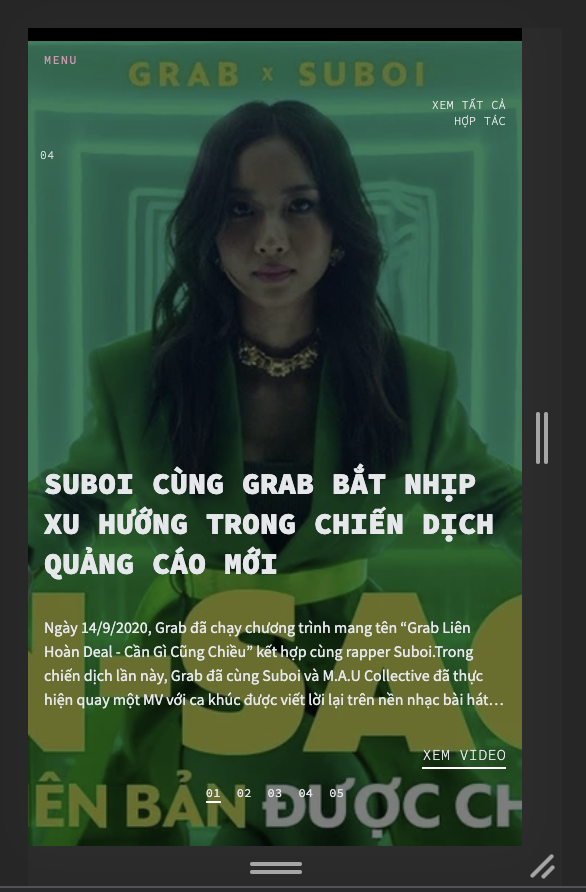 MENU
GRAB x SUBOI
XEM TẤT CẢ
HỢP TÁC
04
SUBOI CÙNG GRAB BẮT NHỊP
XU HƯỚNG TRONG CHIẾN DỊCH
QUẢNG CÁO MỚI
Ngày 14/9/2020, Grab đã chạy chương trình mang tên “Grab Liên
Hoàn Deal - Cần Gì Cũng Chiều” kết hợp cùng rapper Suboi.Trong
chiến dịch lần này, Grab đã cùng Suboi và M.A.U Collective đã thực
hiện quay một MV với ca khúc được viết lời lại trên nền nhạc bài hát…
N SAO
XEM VIDEO
01 02 03 04 05
ÊN BẢN ĐƯỢC CH